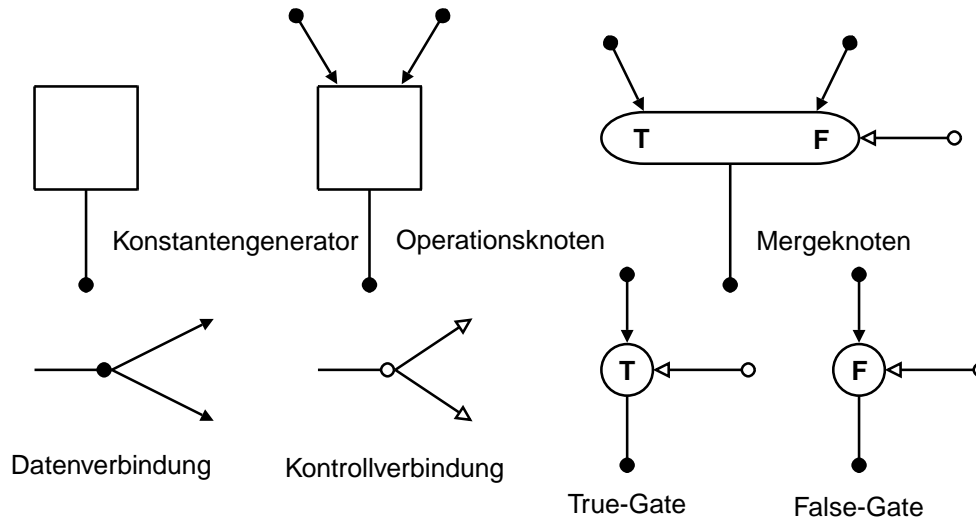 T F
Konstantengenerator Operationsknoten Mergeknoten
T F
Datenverbindung Kontrollverbindung
True-Gate False-Gate